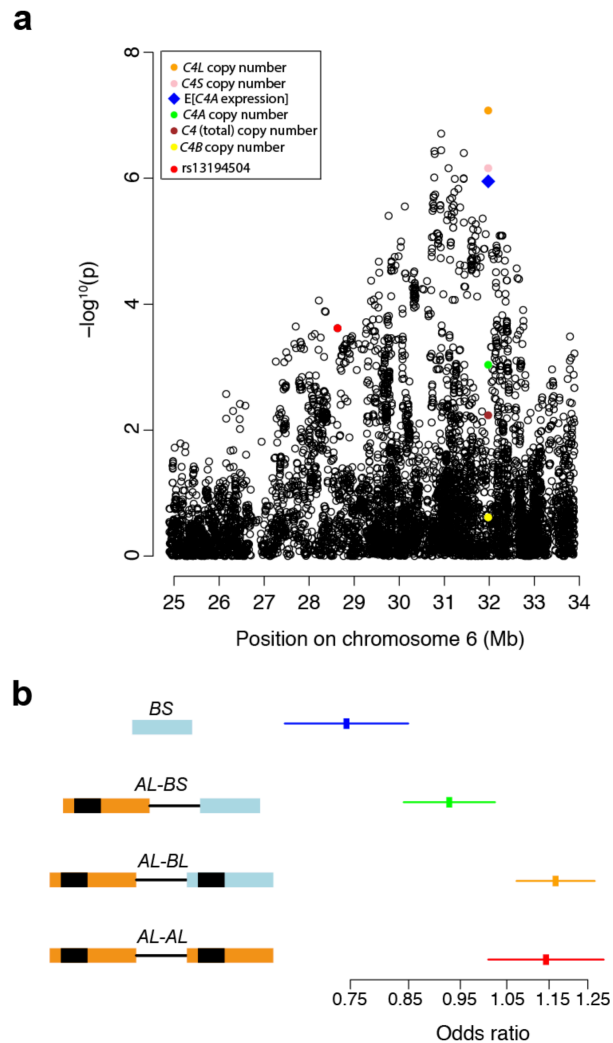 a
8
C4L copy number
C4S copy number
E[C4A expression]
C4A copy number
C4 (total) copy number
C4B copy number
rs13194504
6
4
2
0
−log¹⁰(p)
25 26 27 28 29 30 31 32 33 34
Position on chromosome 6 (Mb)
b
BS
AL-BS
AL-BL
AL-AL
0.75 0.85 0.95 1.05 1.15 1.25
Odds ratio